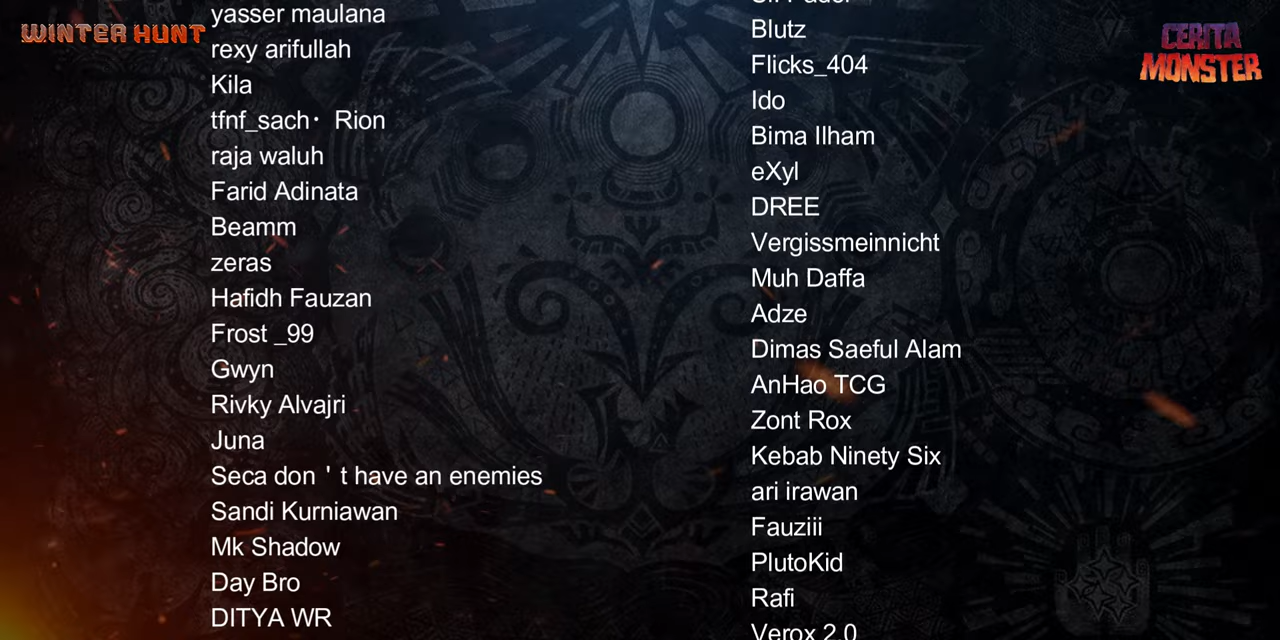 WINTER HUNT
CERITA
MONSTER
yasser maulana
rexy arifullah
Kila
tfnf_sach· Rion
raja waluh
Farid Adinata
Beamm
zeras
Hafidh Fauzan
Frost _99
Gwyn
Rivky Alvajri
Juna
Seca don ' t have an enemies
Sandi Kurniawan
Mk Shadow
Day Bro
DITYA WR
Blutz
Flicks_404
Ido
Bima Ilham
eXyl
DREE
Vergissmeinnicht
Muh Daffa
Adze
Dimas Saeful Alam
AnHao TCG
Zont Rox
Kebab Ninety Six
ari irawan
Fauziii
PlutoKid
Rafi
Verox 2.0